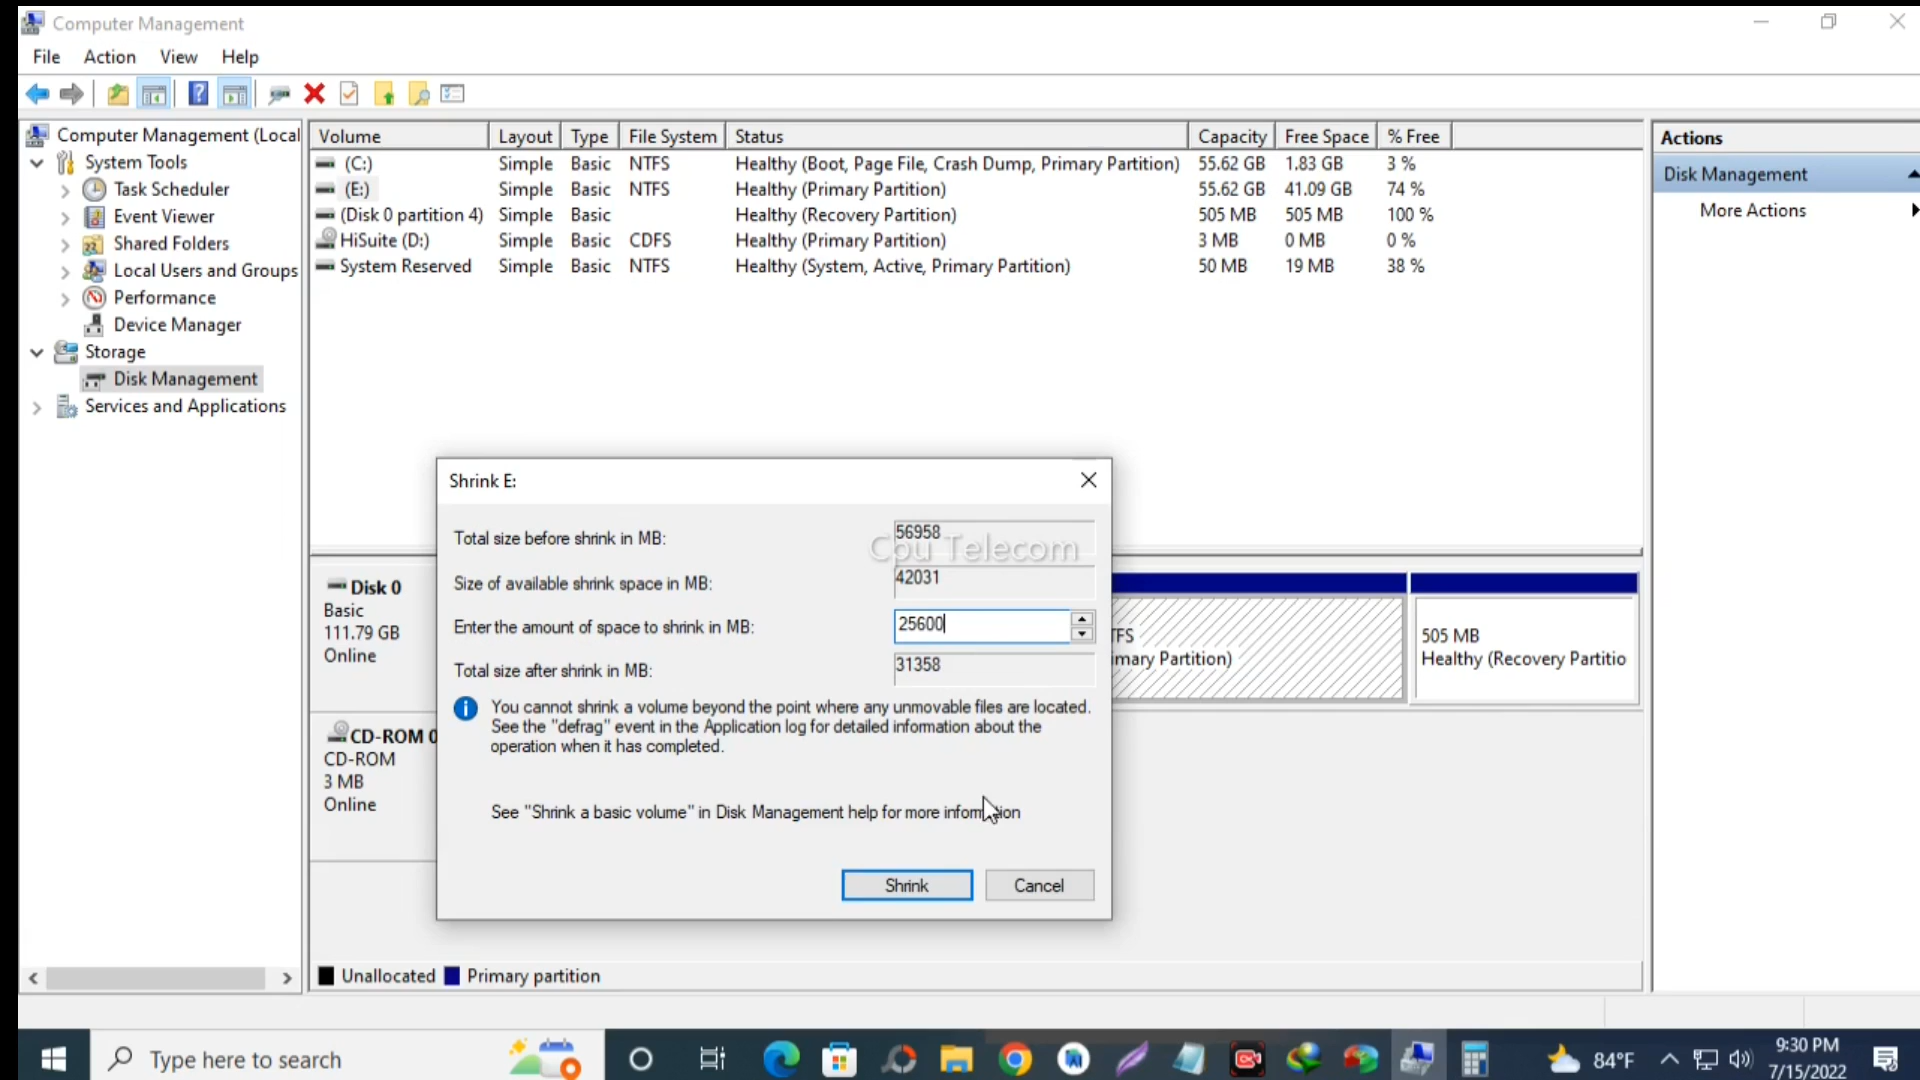 Computer Management
File Action View Help
Computer Management (Local
System Tools
Task Scheduler
Event Viewer
Shared Folders
Local Users and Groups
Performance
Device Manager
Storage
Disk Management
Services and Applications
Volume Layout Type File System Status Capacity Free Space % Free
(C:) Simple Basic NTFS Healthy (Boot, Page File, Crash Dump, Primary Partition) 55.62 GB 1.83 GB 3 %
(E:) Simple Basic NTFS Healthy (Primary Partition) 55.62 GB 41.09 GB 74 %
(Disk 0 partition 4) Simple Basic Healthy (Recovery Partition) 505 MB 505 MB 100 %
HiSuite (D:) Simple Basic CDFS Healthy (Primary Partition) 3 MB 0 MB 0 %
System Reserved Simple Basic NTFS Healthy (System, Active, Primary Partition) 50 MB 19 MB 38 %
Actions
Disk Management
More Actions
Shrink E:
Total size before shrink in MB: 56958
Cpu Telecom
Size of available shrink space in MB: 42031
Enter the amount of space to shrink in MB: 25600
Total size after shrink in MB: 31358
You cannot shrink a volume beyond the point where any unmovable files are located.
See the "defrag" event in the Application log for detailed information about the
operation when it has completed.
See "Shrink a basic volume" in Disk Management help for more information
Shrink Cancel
Disk 0
Basic
111.79 GB
Online
TFS
imary Partition)
505 MB
Healthy (Recovery Partitio
CD-ROM 0
CD-ROM
3 MB
Online
Unallocated Primary partition
Type here to search
84°F
9:30 PM
7/15/2022